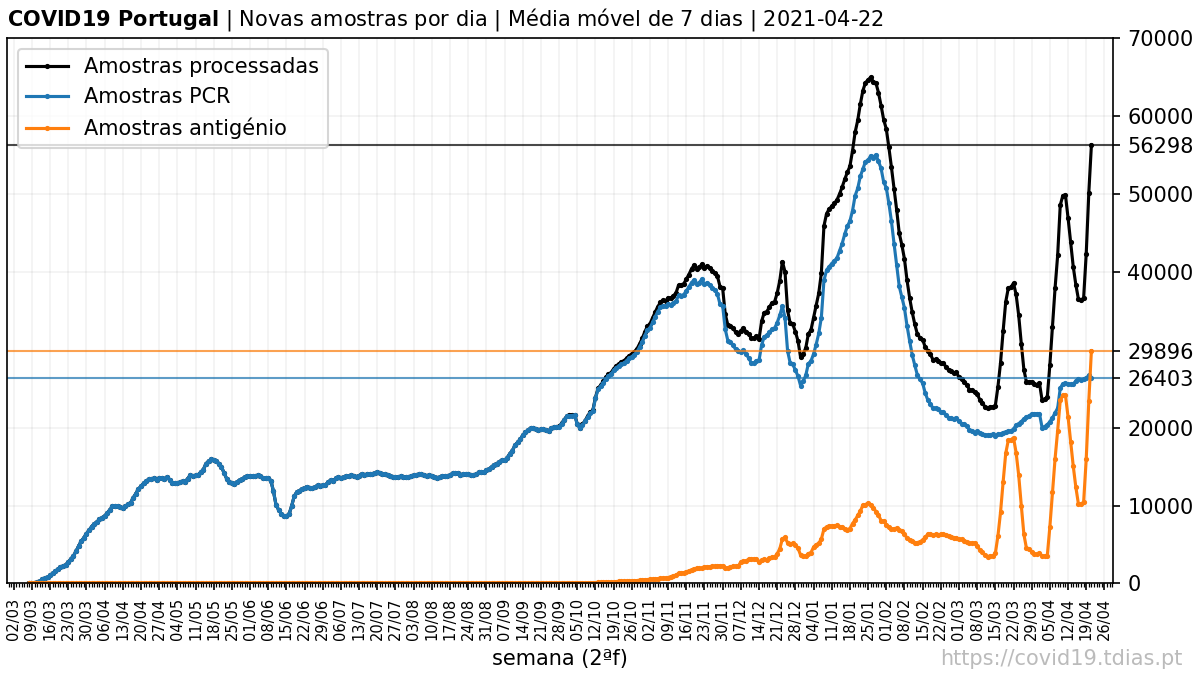 COVID19 Portugal | Novas amostras por dia | Média móvel de 7 dias | 2021-04-22
Amostras processadas
Amostras PCR
Amostras antigénio
70000
60000
56298
50000
40000
29896
26403
20000
10000
0
02/03 09/03 16/03 23/03 30/03 06/04 13/04 20/04 27/04 04/05 11/05 18/05 25/05 01/06 08/06 15/06 22/06 29/06 06/07 13/07 20/07 27/07 03/08 10/08 17/08 24/08 31/08 07/09 14/09 21/09 28/09 05/10 12/10 19/10 26/10 02/11 09/11 16/11 23/11 30/11 07/12 14/12 21/12 28/12 04/01 11/01 18/01 25/01 01/02 08/02 15/02 22/02 01/03 08/03 15/03 22/03 29/03 05/04 12/04 19/04 26/04
semana (2ªf)
https://covid19.tdias.pt